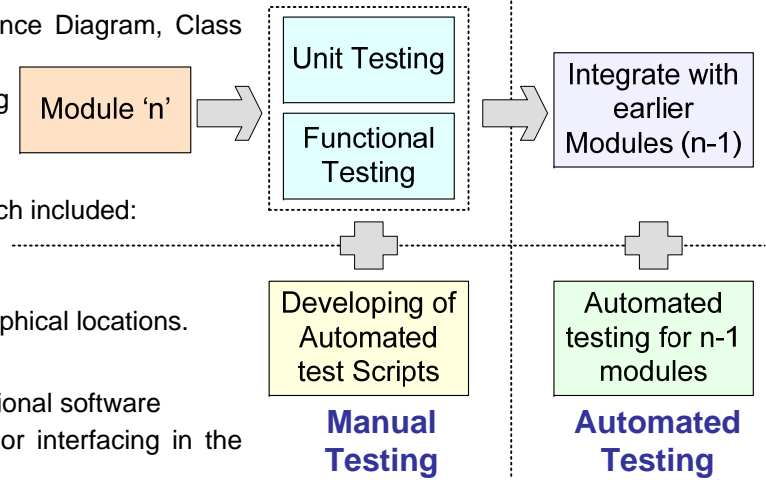 nce Diagram, Class
g
ch included:
phical locations.
ional software
or interfacing in the
Module ‘n’
Unit Testing
Functional
Testing
Integrate with
earlier
Modules (n-1)
Developing of
Automated
test Scripts
Automated
testing for n-1
modules
Manual
Testing
Automated
Testing